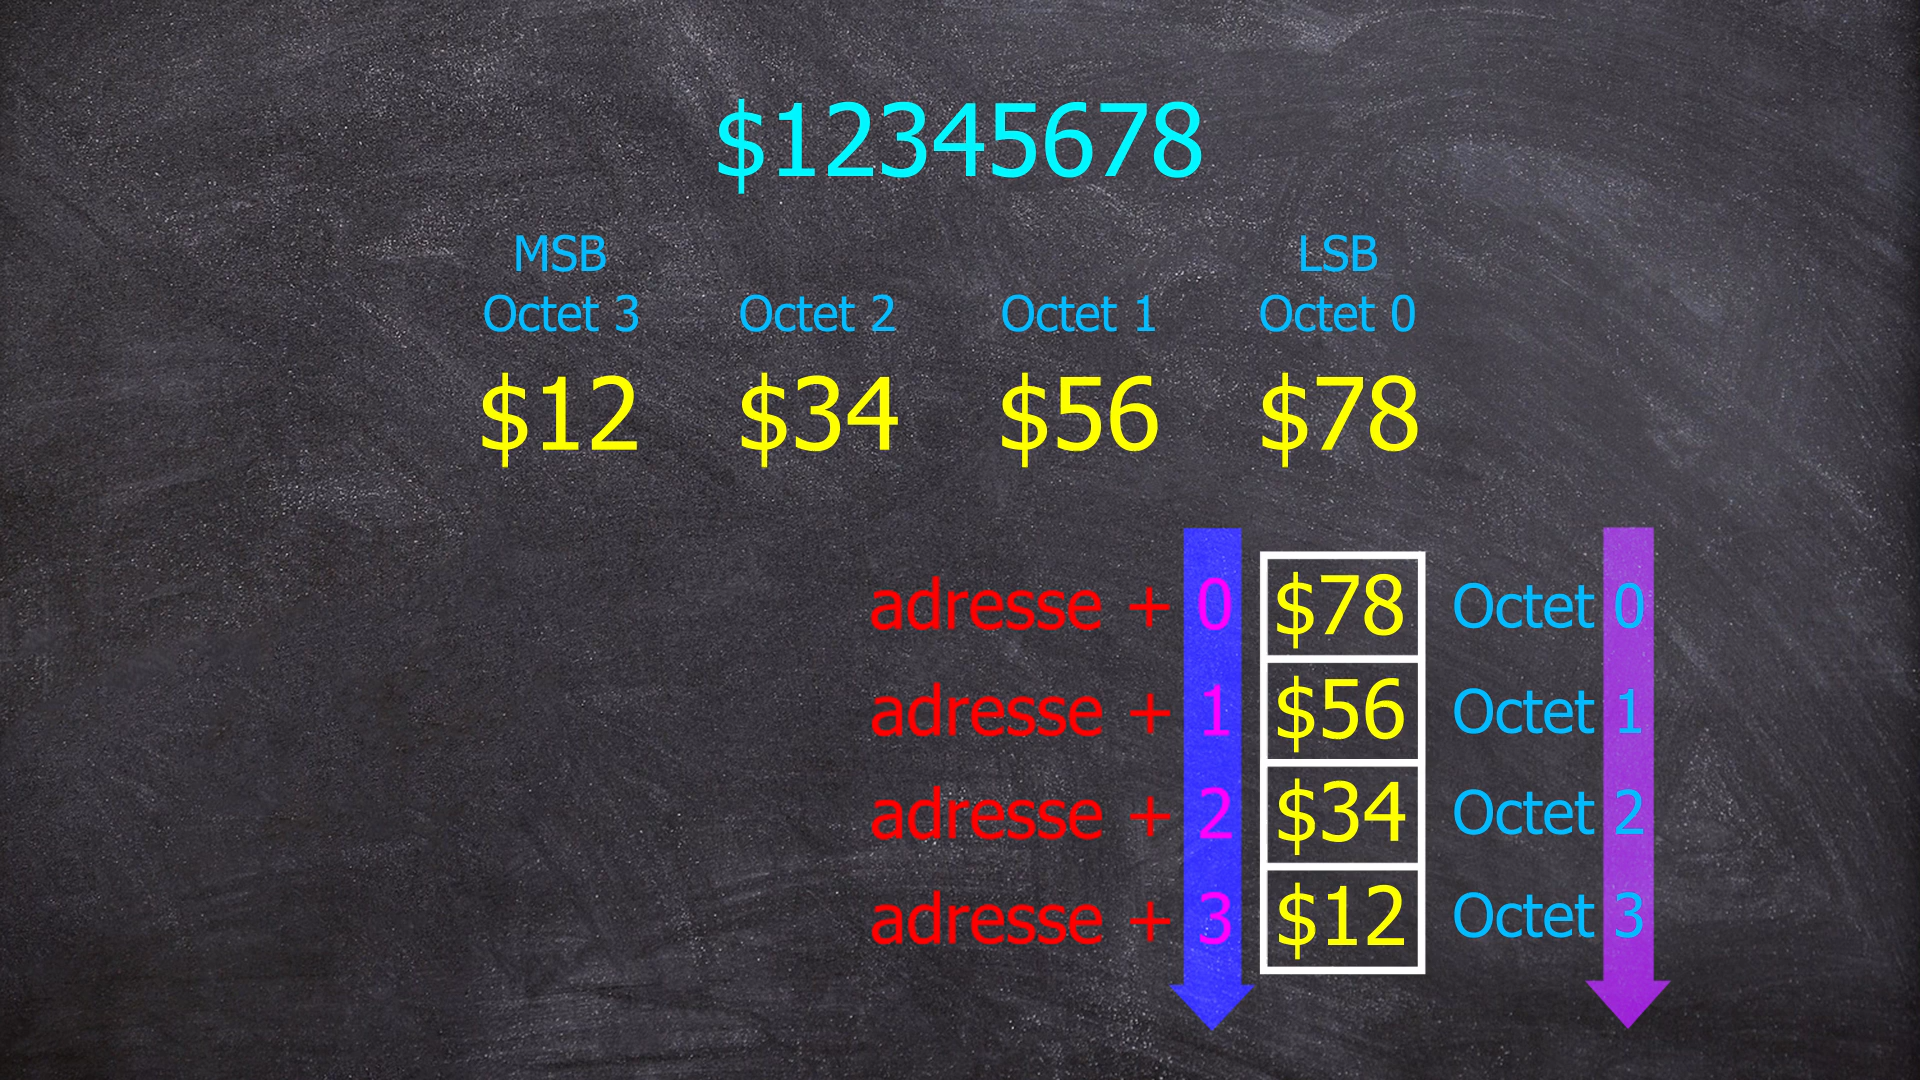 $12345678
MSB LSB
Octet 3 Octet 2 Octet 1 Octet 0
$12 $34 $56 $78
adresse + 0 $78 Octet 0
adresse + 1 $56 Octet 1
adresse + 2 $34 Octet 2
adresse + 3 $12 Octet 3